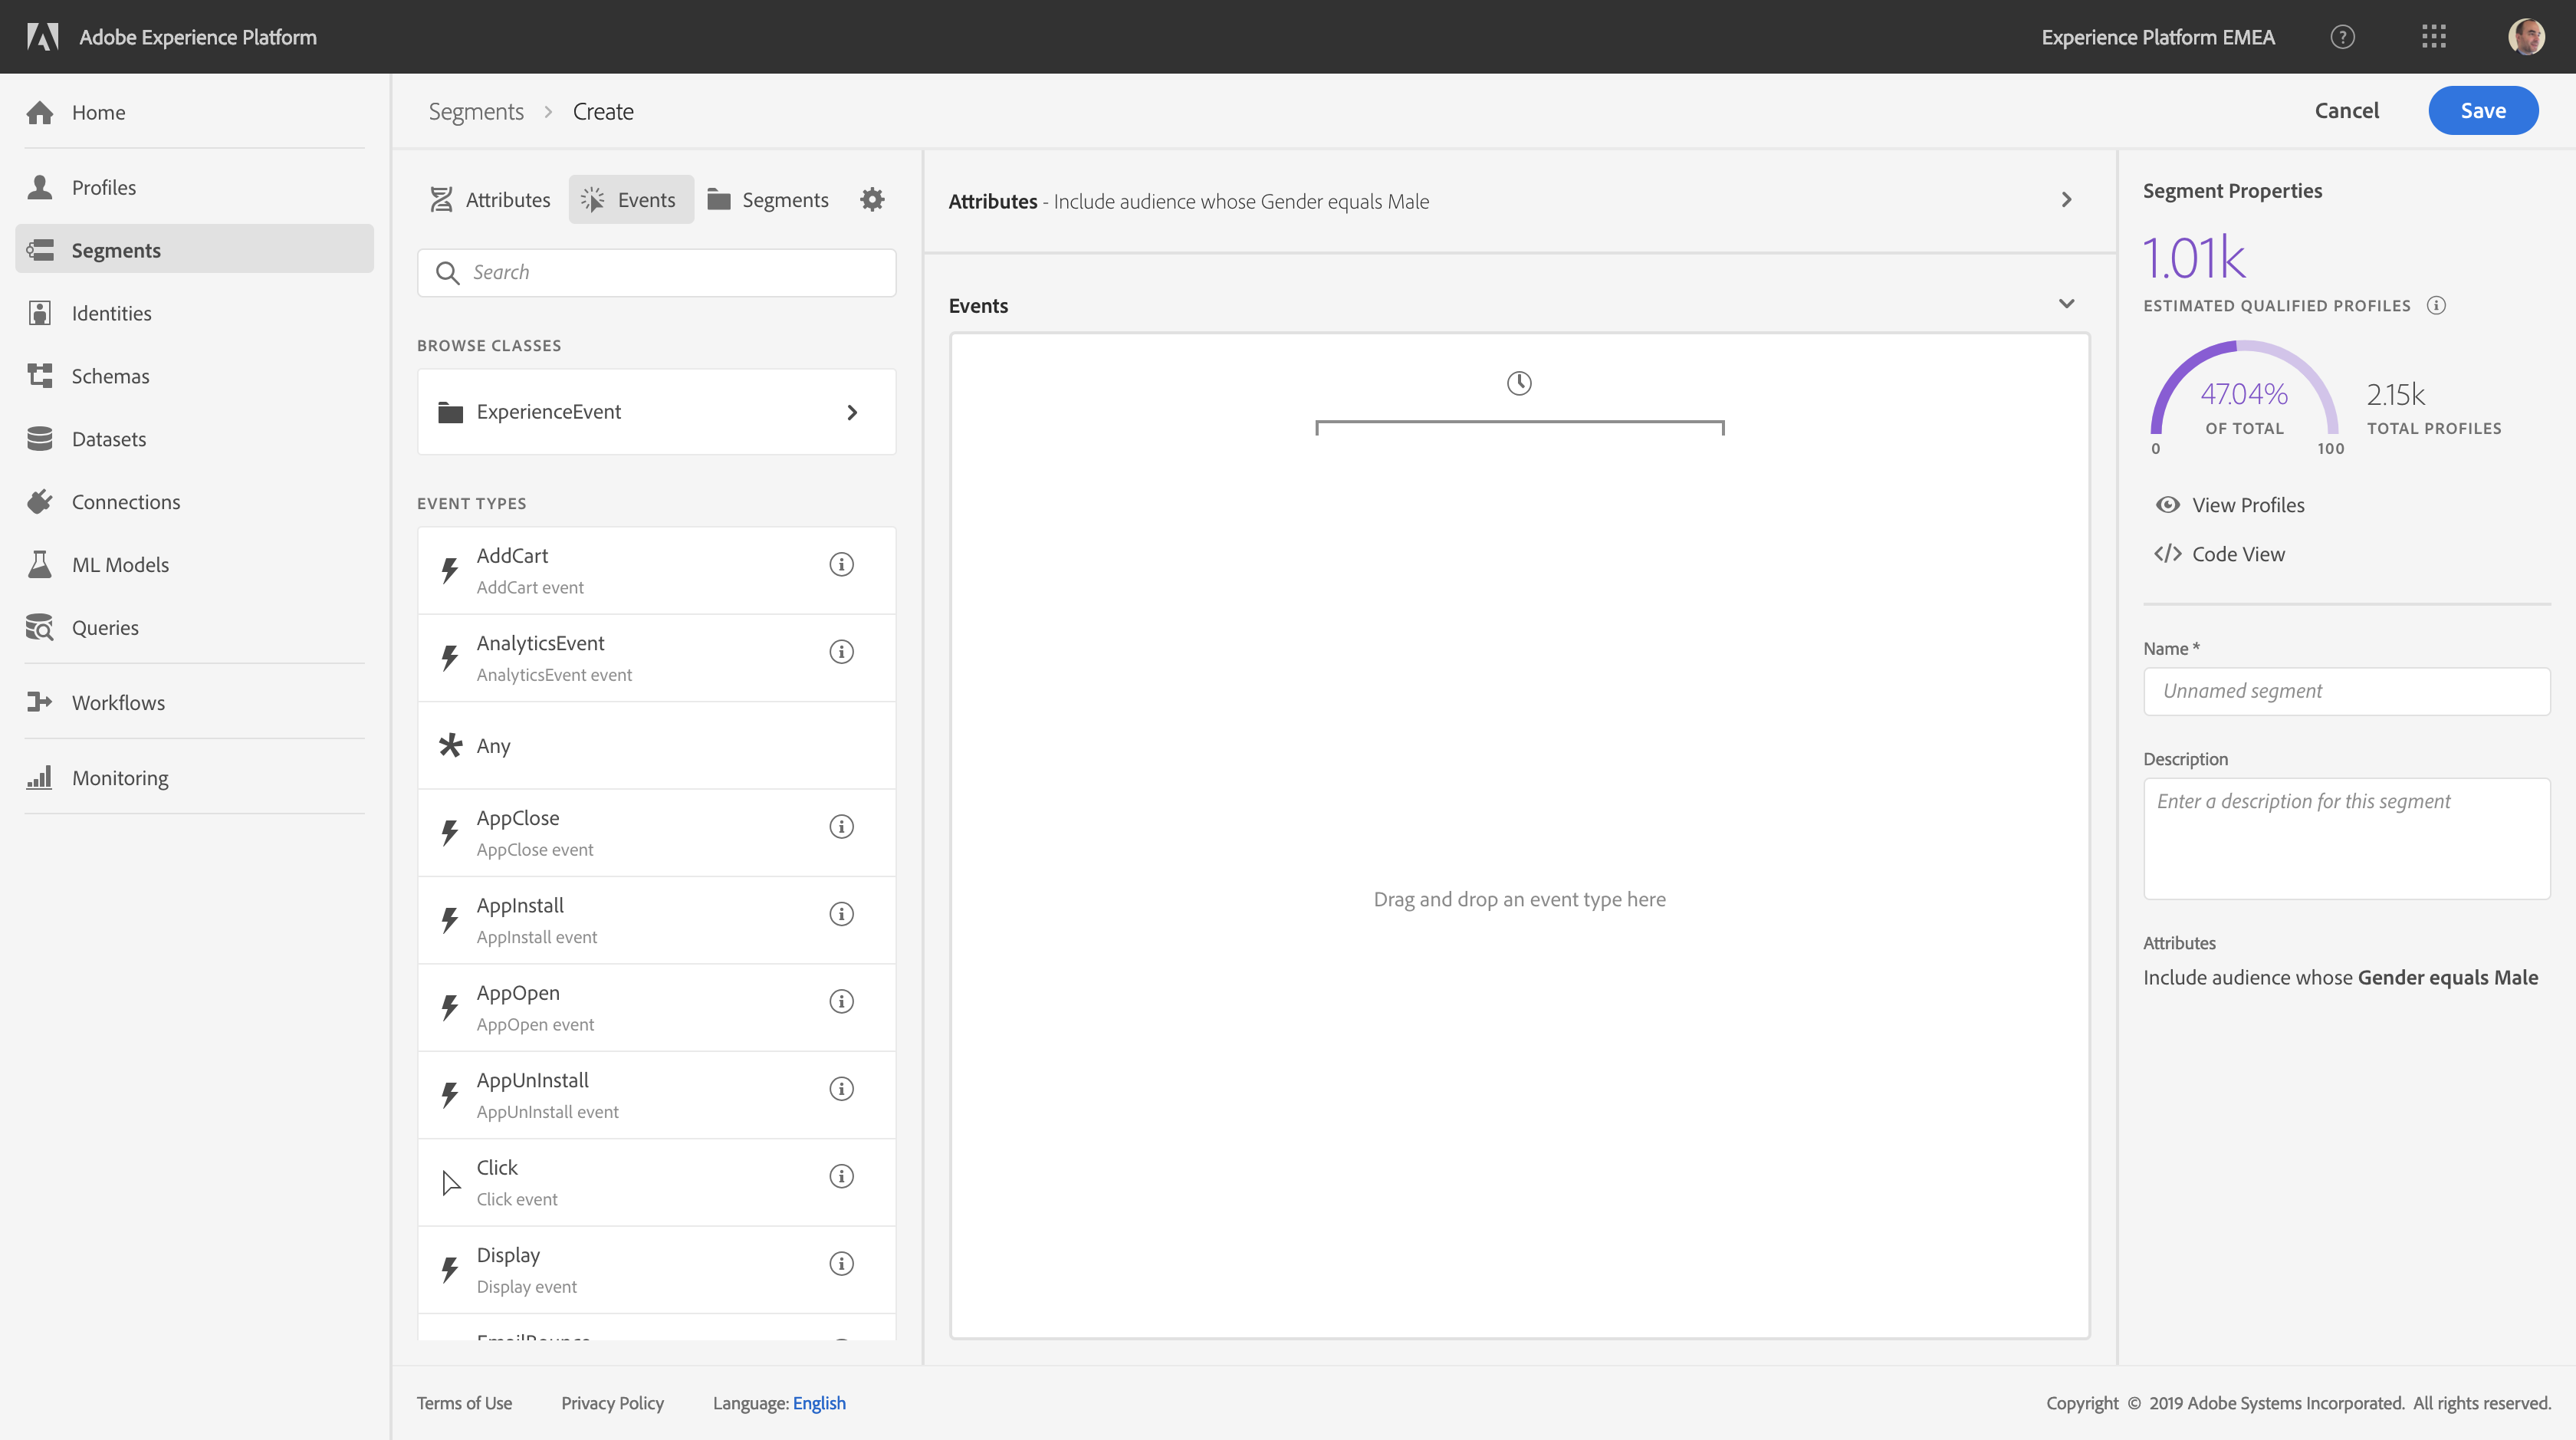 Adobe Experience Platform
Experience Platform EMEA
Home
Profiles
Segments
Identities
Schemas
Datasets
Connections
ML Models
Queries
Workflows
Monitoring
Segments > Create
Cancel
Save
Attributes
Events
Segments
Search
BROWSE CLASSES
ExperienceEvent
EVENT TYPES
AddCart
AddCart event
AnalyticsEvent
AnalyticsEvent event
Any
AppClose
AppClose event
AppInstall
AppInstall event
AppOpen
AppOpen event
AppUnInstall
AppUnInstall event
Click
Click event
Display
Display event
Attributes - Include audience whose Gender equals Male
Events
Drag and drop an event type here
Segment Properties
1.01k
ESTIMATED QUALIFIED PROFILES
47.04%
OF TOTAL
0
100
2.15k
TOTAL PROFILES
View Profiles
Code View
Name *
Unnamed segment
Description
Enter a description for this segment
Attributes
Include audience whose Gender equals Male
Terms of Use
Privacy Policy
Language: English
Copyright © 2019 Adobe Systems Incorporated. All rights reserved.